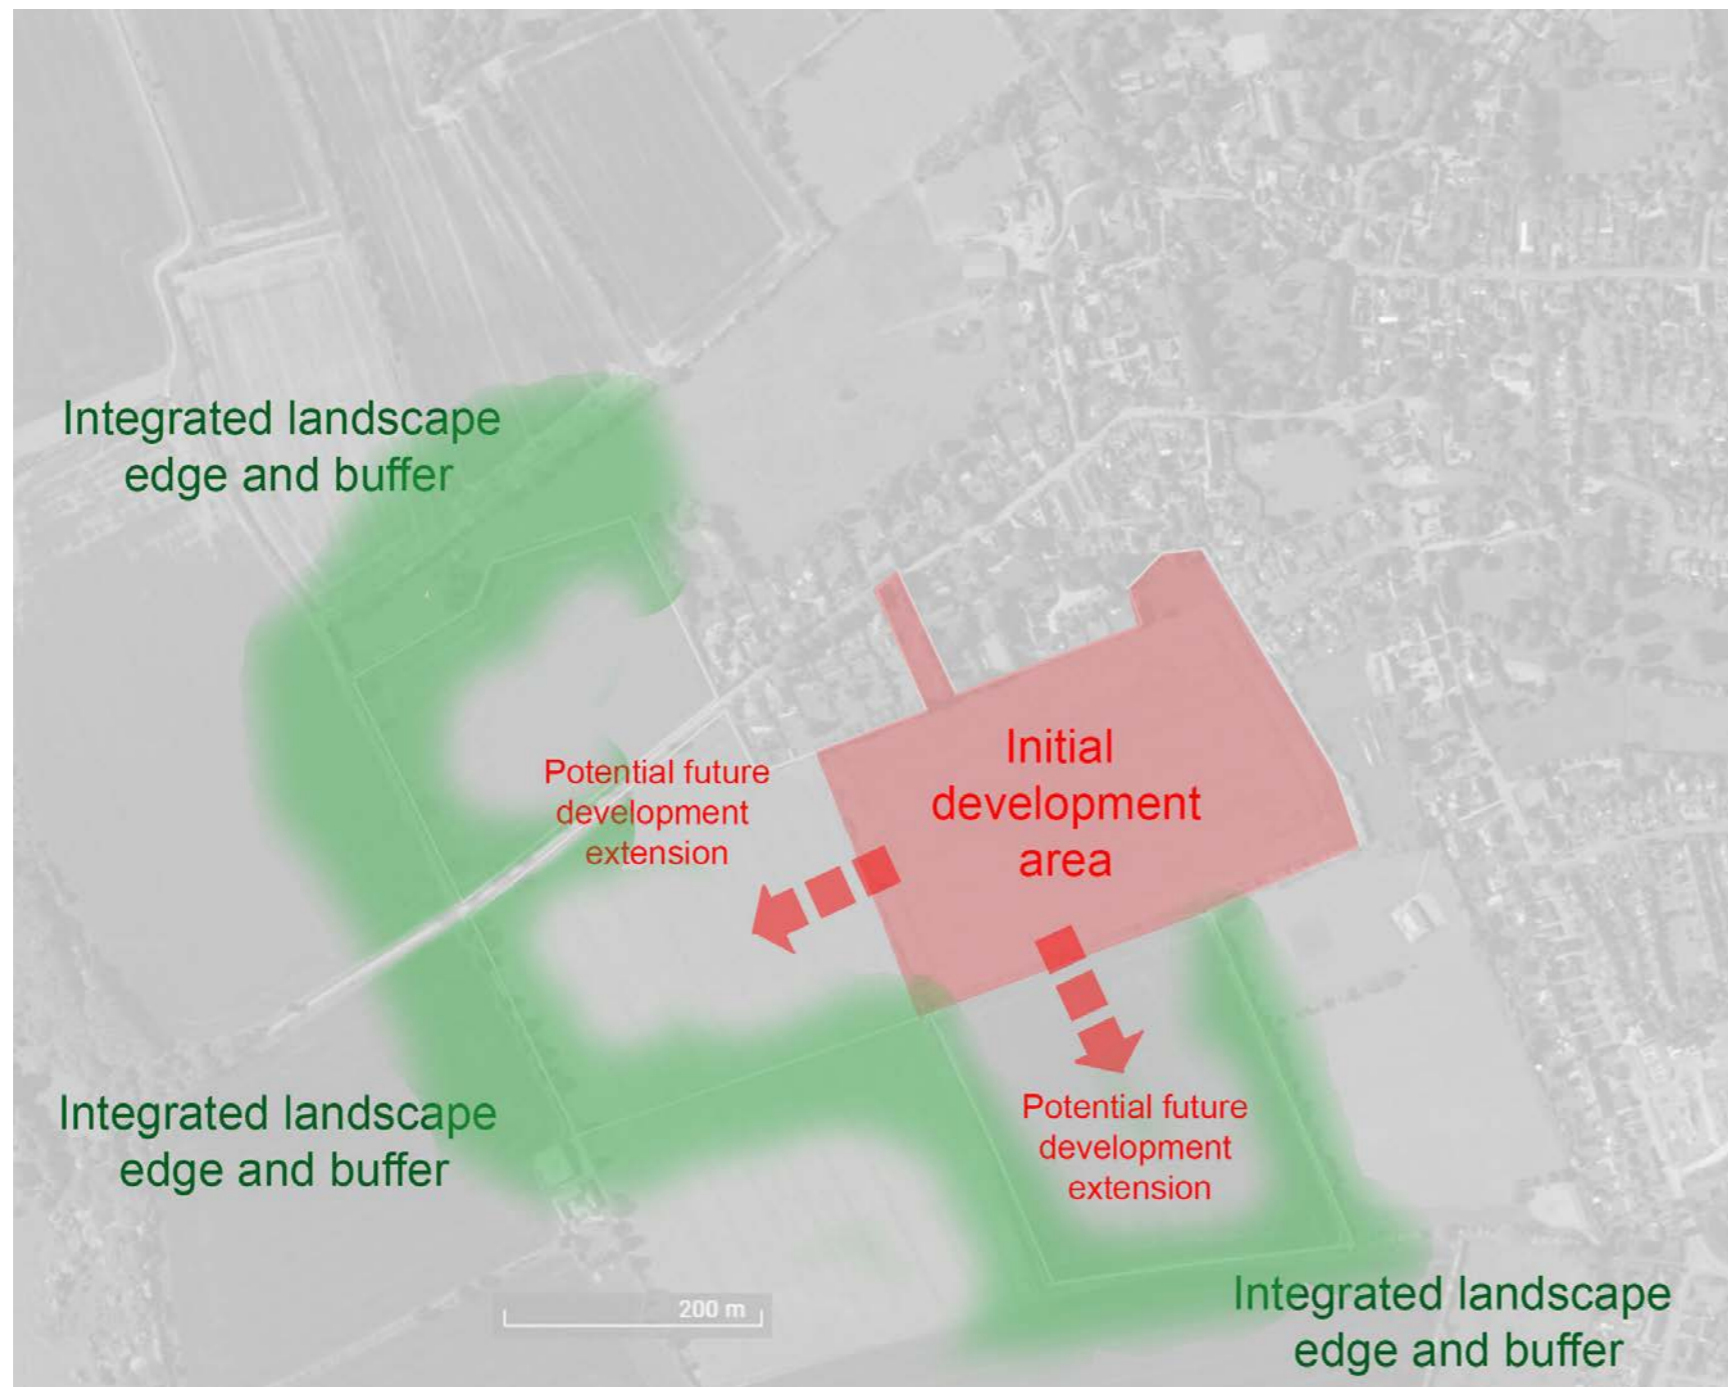 Integrated landscape
edge and buffer
Initial
development
area
Potential future
development
extension
Integrated landscape
edge and buffer
Potential future
development
extension
200 m
Integrated landscape
edge and buffer